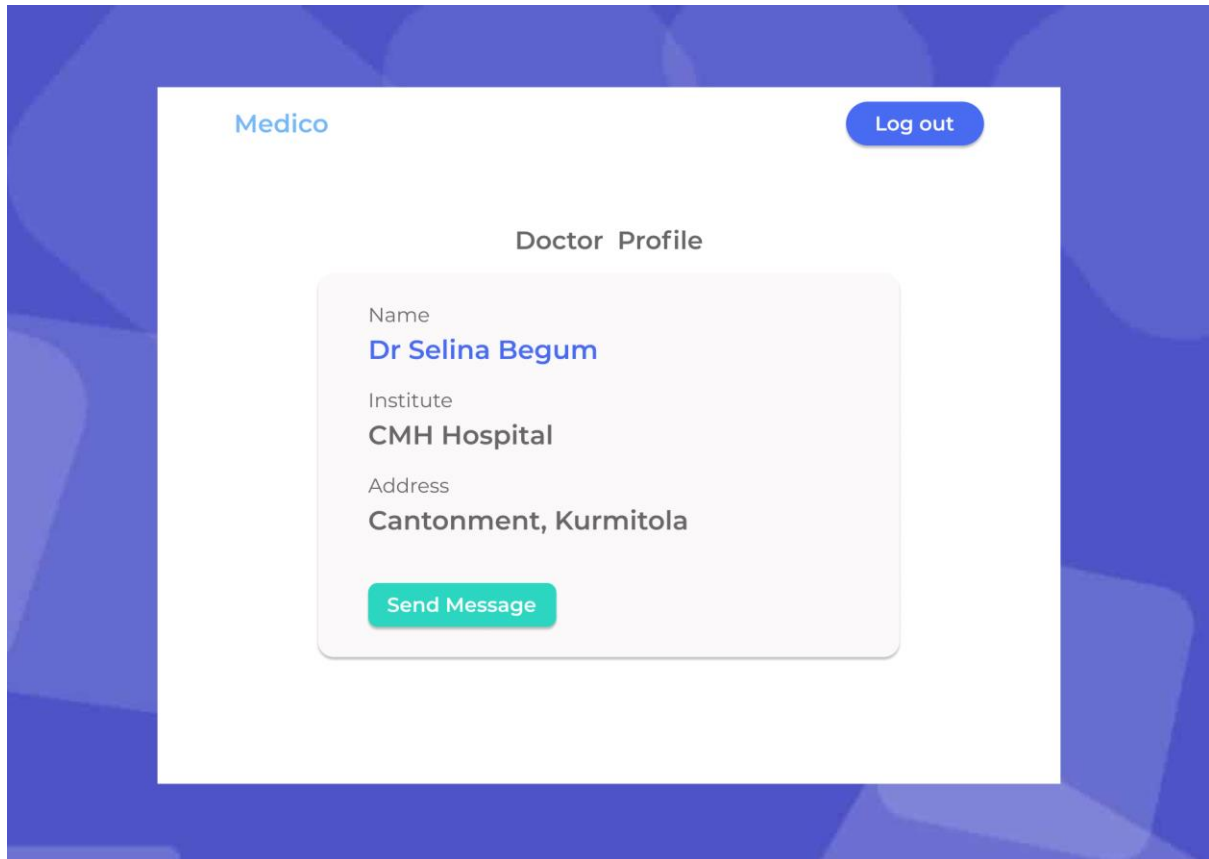 Medico
Log out
Doctor Profile
Name
Dr Selina Begum
Institute
CMH Hospital
Address
Cantonment, Kurmitola
Send Message